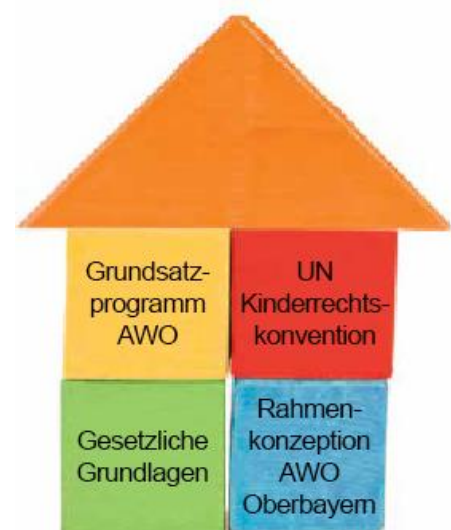 Grundsatz-
programm
AWO
UN
Kinderrechts-
konvention
Gesetzliche
Grundlagen
Rahmen-
konzeption
AWO
Oberbayern